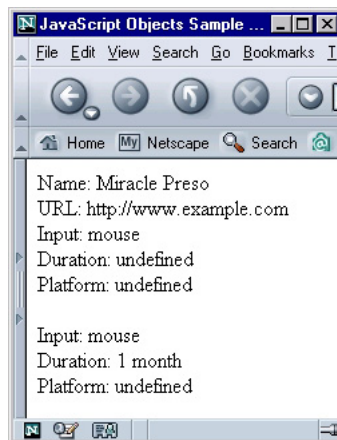 JavaScript Objects Sample ...
File Edit View Search Go Bookmarks T
Home My Netscape Search
Name: Miracle Preso
URL: http://www.example.com
Input: mouse
Duration: undefined
Platform: undefined
Input: mouse
Duration: 1 month
Platform: undefined